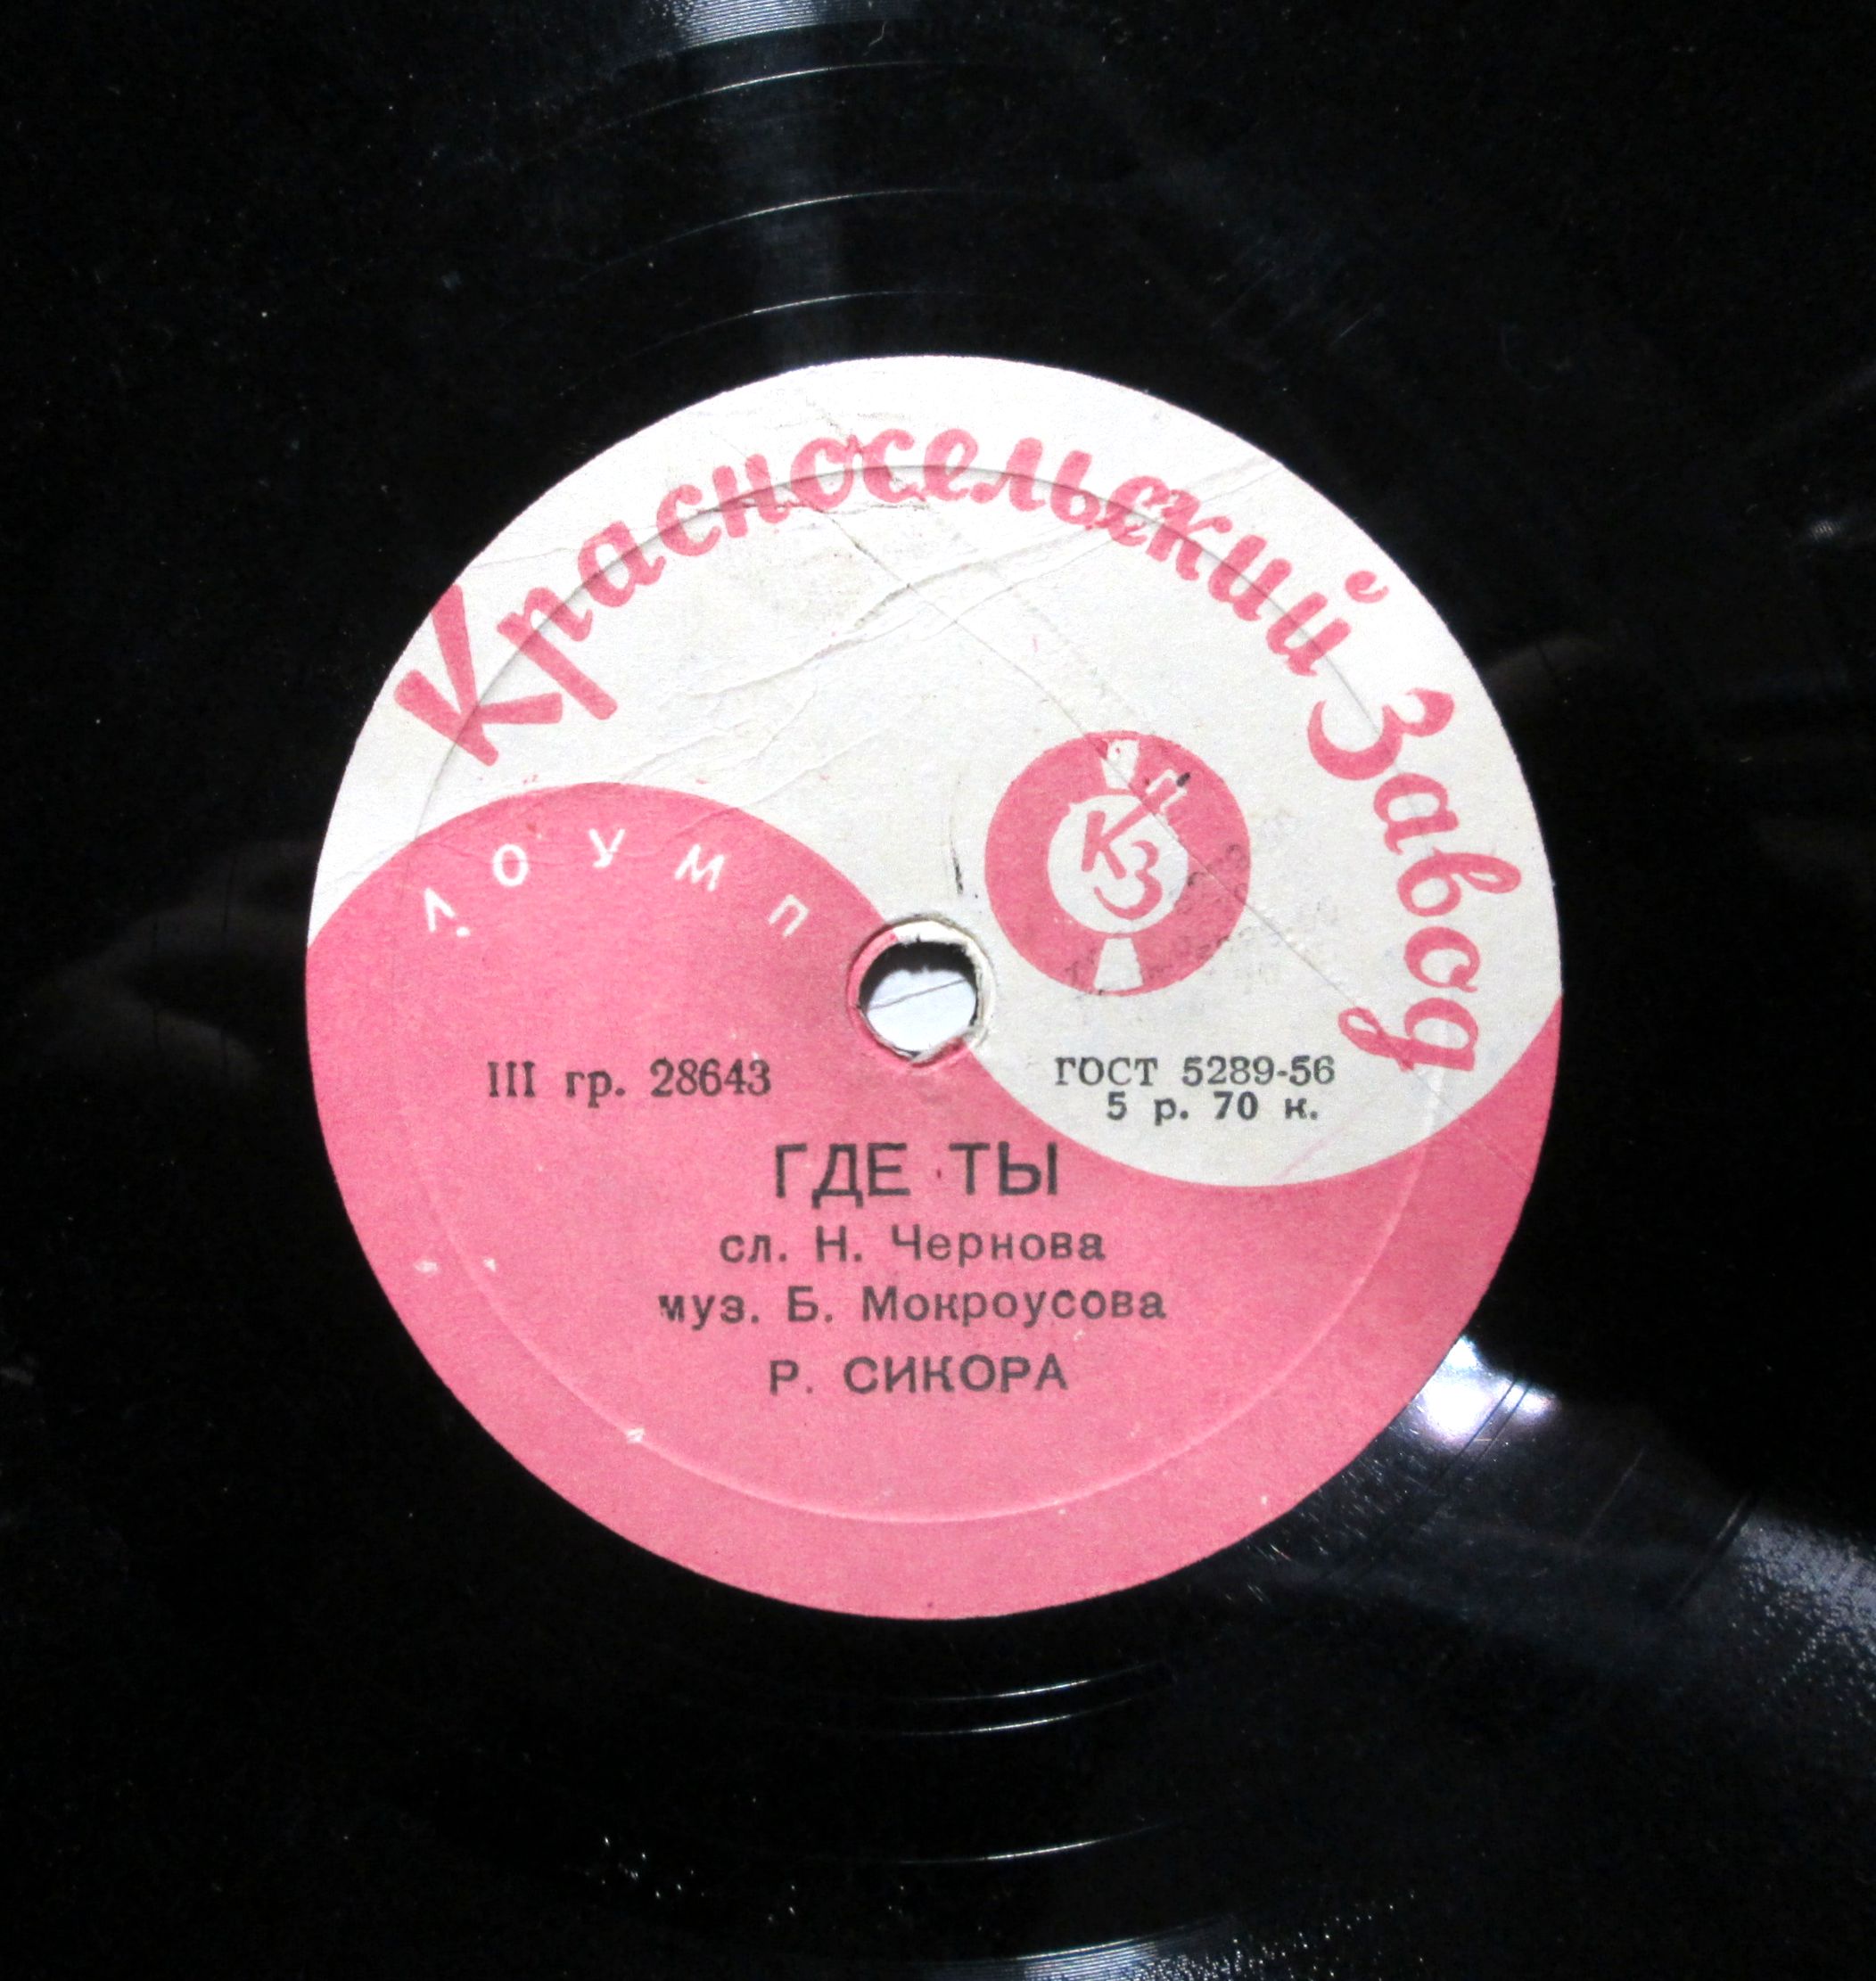 Красносельский Завод
ЛОУМП
КЗ
III гр. 28643
ГОСТ 5289-56
5 р. 70 к.
ГДЕ ТЫ
сл. Н. Чернова
муз. Б. Мокроусова
Р. СИКОРА